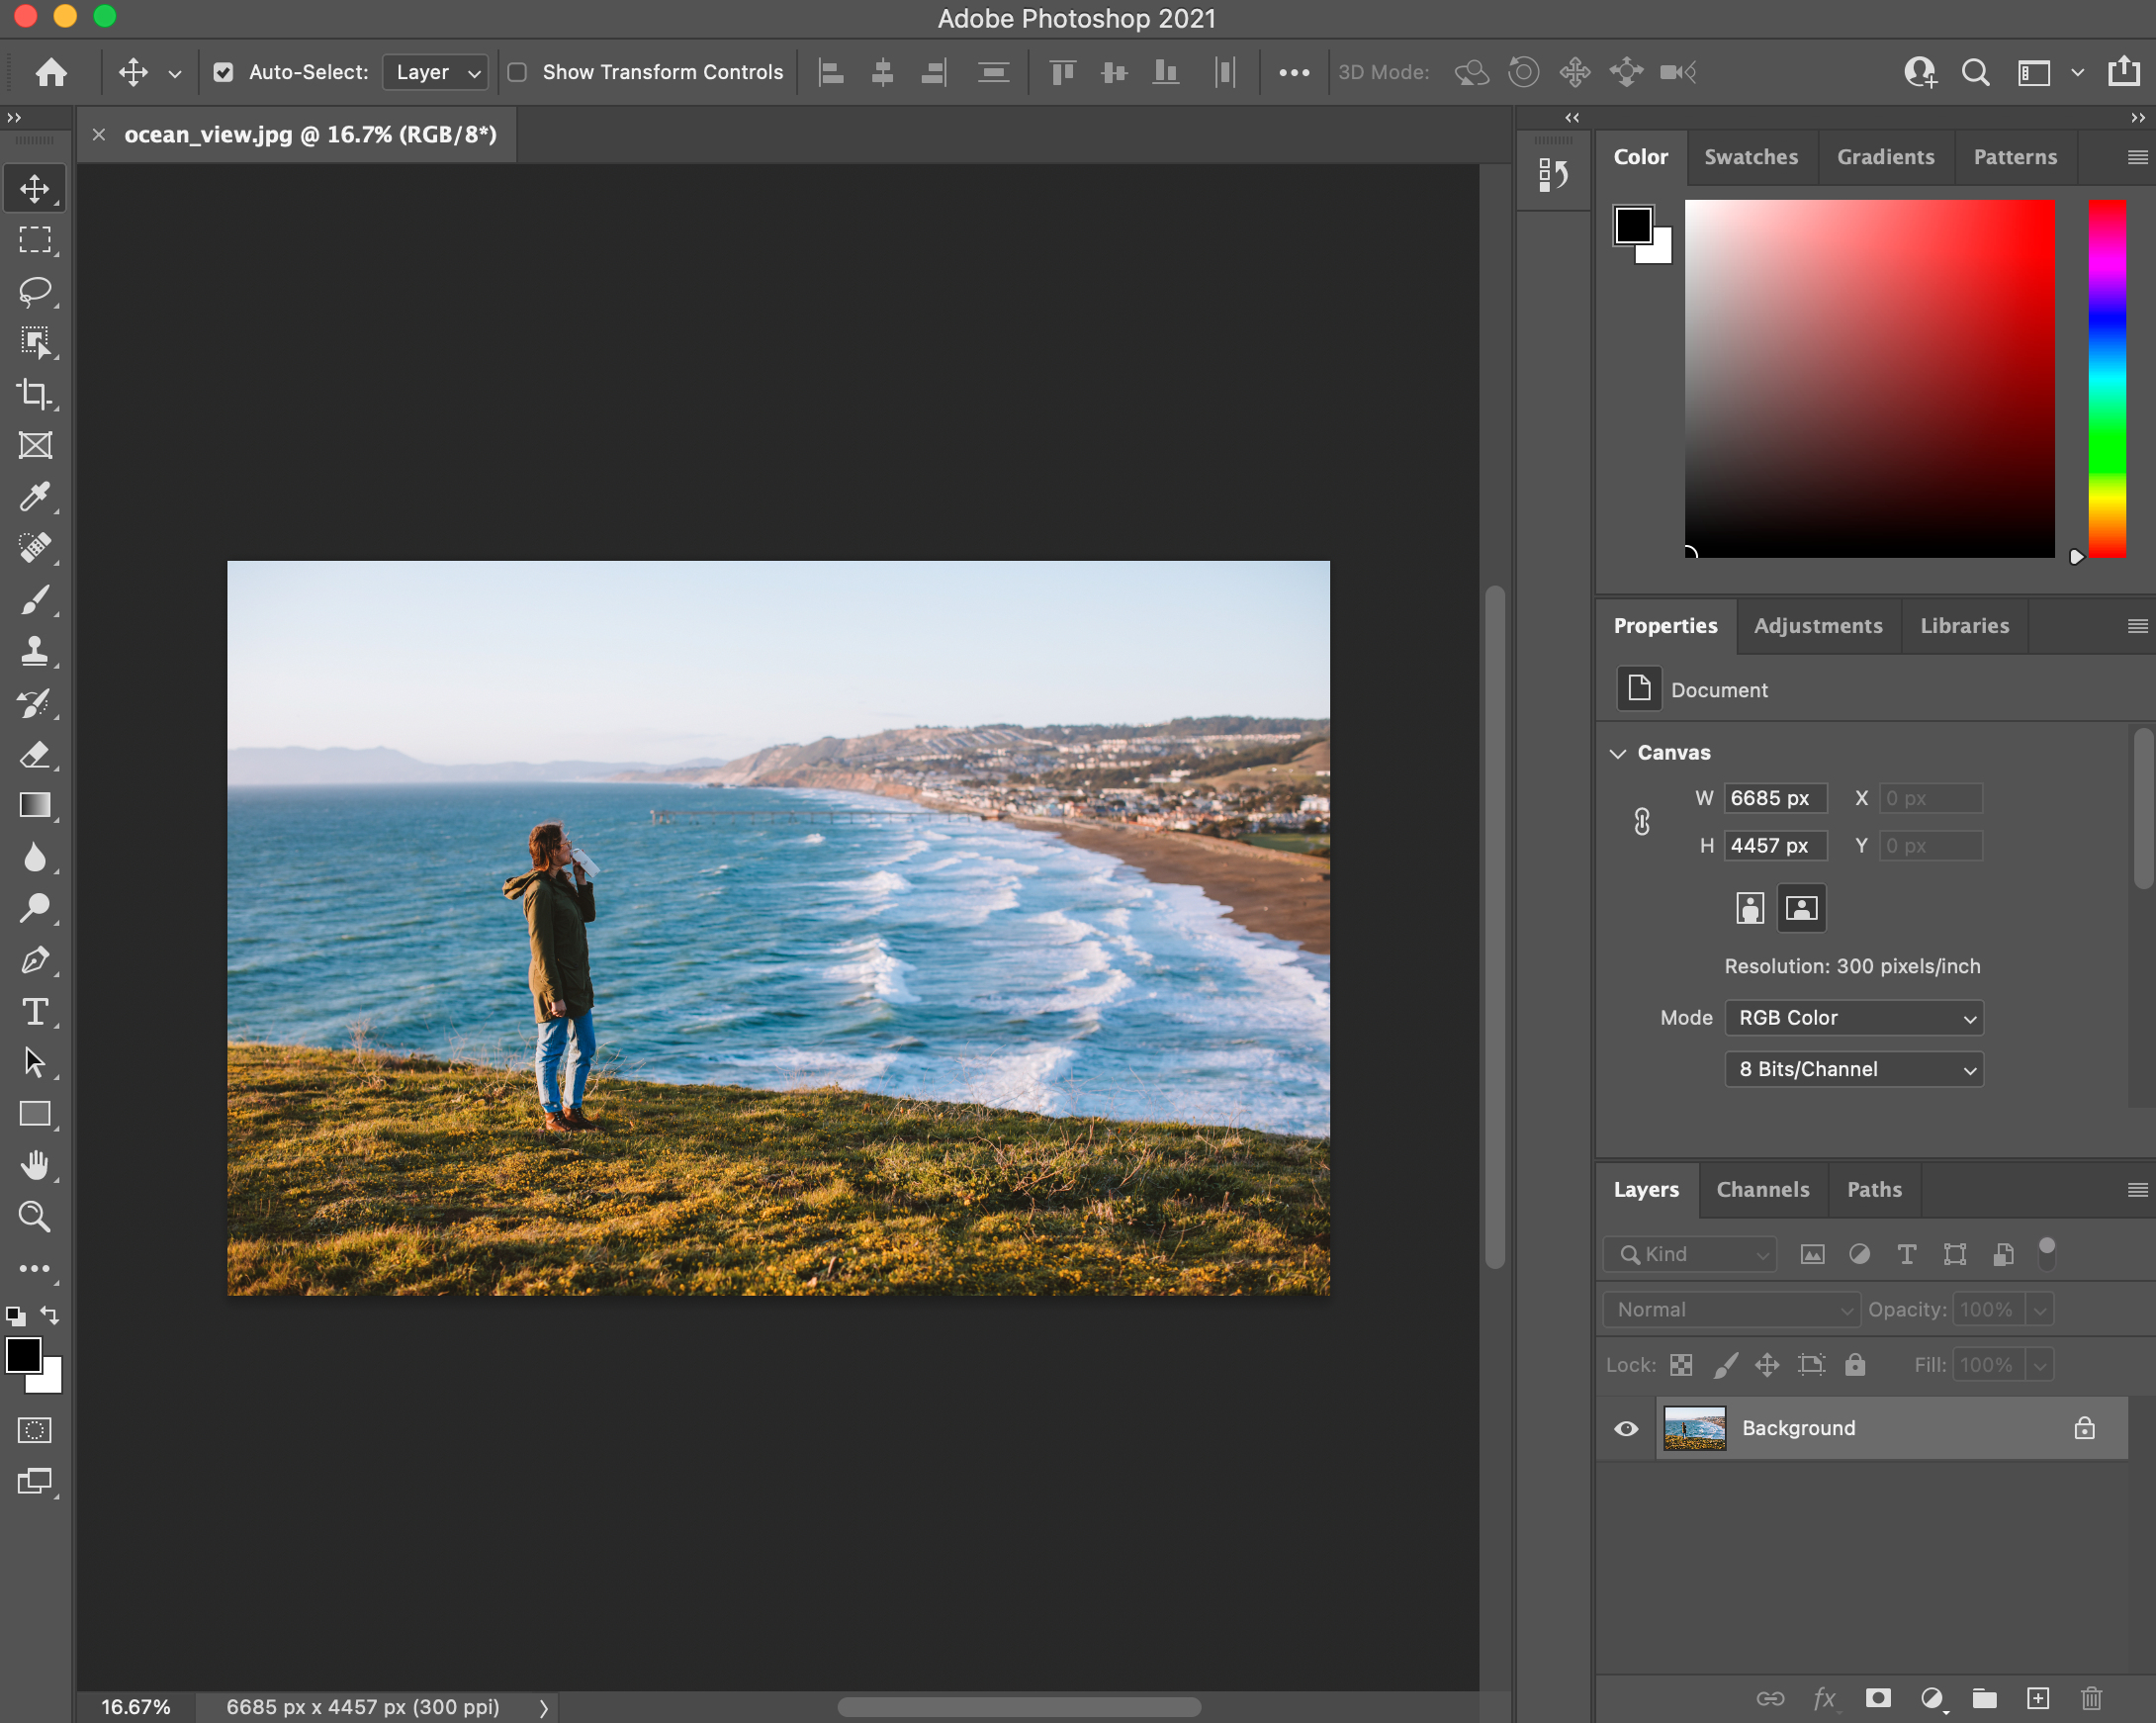 Adobe Photoshop 2021
Auto-Select: Layer Show Transform Controls 3D Mode:
ocean_view.jpg @ 16.7% (RGB/8*)
Color Swatches Gradients Patterns
Properties Adjustments Libraries
Document
Canvas
W 6685 px X 0 px
H 4457 px Y 0 px
Resolution: 300 pixels/inch
Mode RGB Color
8 Bits/Channel
Layers Channels Paths
Kind
Normal Opacity: 100%
Lock: Fill: 100%
Background
fx
16.67% 6685 px x 4457 px (300 ppi)